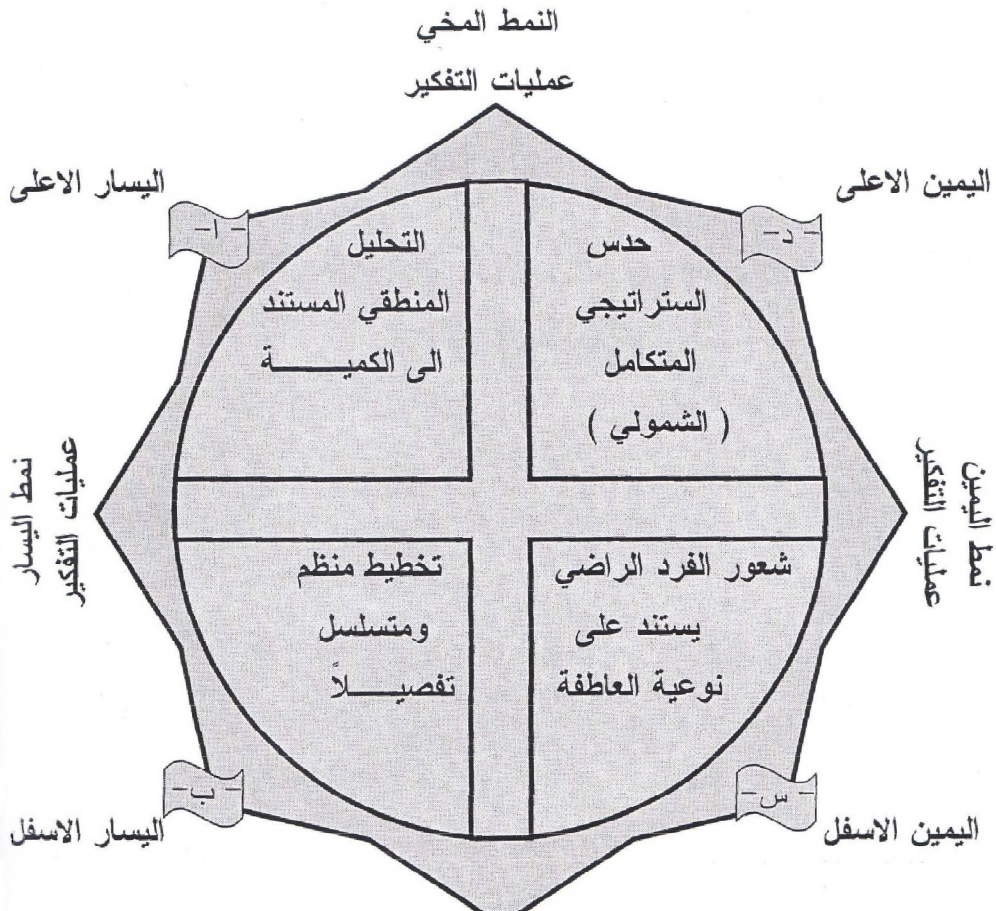 النمط المخي
عمليات التفكير
اليمين الاعلى
اليسار الاعلى
-د-
-ا-
حدس
الستراتيجي
المتكامل
( الشمولي )
التحليل
المنطقي المستند
الى الكميـــــــة
نمط اليمين
عمليات التفكير
نمط اليسار
عمليات التفكير
شعور الفرد الراضي
يستند على
نوعية العاطفة
تخطيط منظم
ومتسلسل
تفصيـــــلاً
-س-
-ب-
اليمين الاسفل
اليسار الاسفل